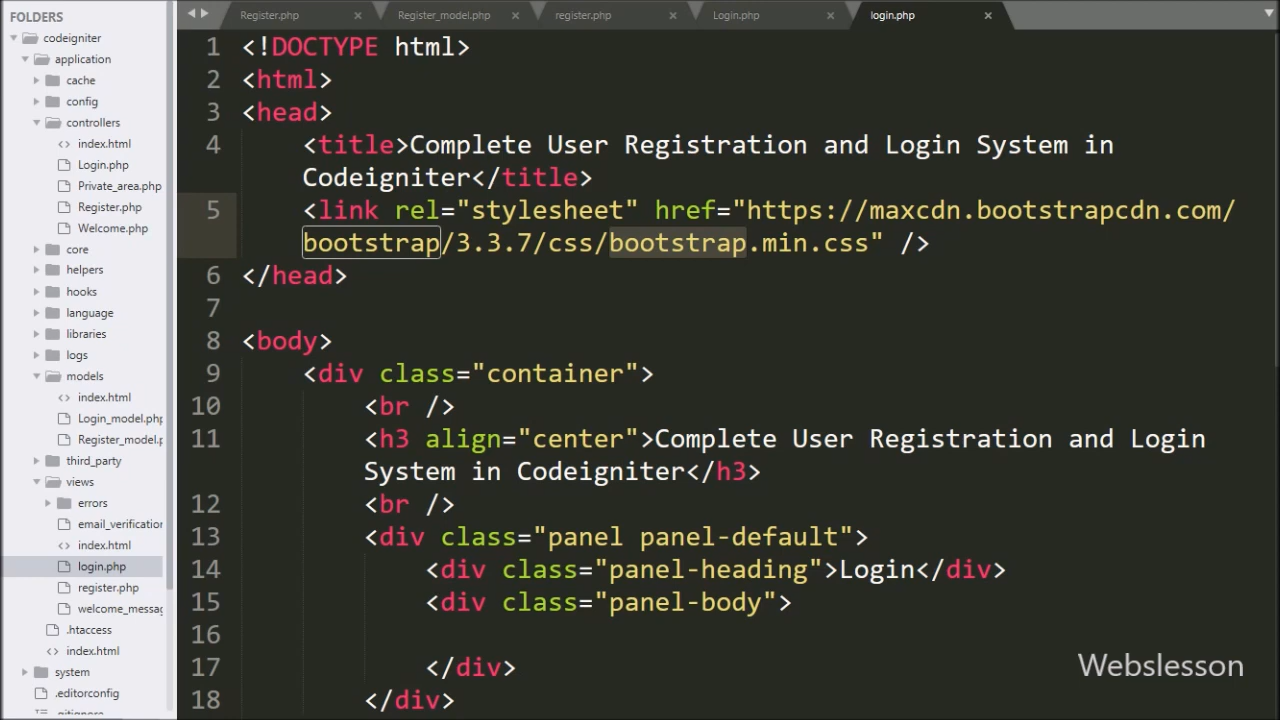 FOLDERS
codeigniter
application
cache
config
controllers
index.html
Login.php
Private_area.php
Register.php
Welcome.php
core
helpers
hooks
language
libraries
logs
models
index.html
Login_model.php
Register_model.p
third_party
views
errors
email_verification
index.html
login.php
register.php
welcome_messag
.htaccess
index.html
system
.editorconfig
.gitignore
Register.php
Register_model.php
register.php
Login.php
login.php
1 <!DOCTYPE html>
2 <html>
3 <head>
4 <title>Complete User Registration and Login System in
Codeigniter</title>
5 <link rel="stylesheet" href="https://maxcdn.bootstrapcdn.com/
bootstrap/3.3.7/css/bootstrap.min.css" />
6 </head>
7
8 <body>
9 <div class="container">
10 <br />
11 <h3 align="center">Complete User Registration and Login
System in Codeigniter</h3>
12 <br />
13 <div class="panel panel-default">
14 <div class="panel-heading">Login</div>
15 <div class="panel-body">
16
17 </div>
18 </div>
Webslesson